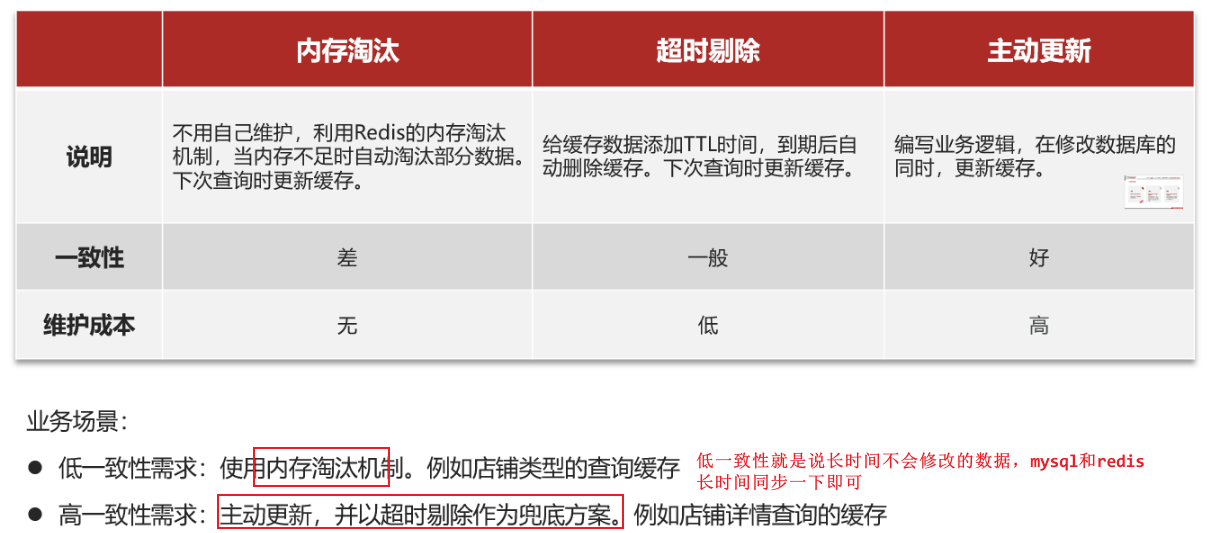 内存淘汰 超时剔除 主动更新
说明
不用自己维护，利用Redis的内存淘汰
机制，当内存不足时自动淘汰部分数据。
下次查询时更新缓存。
给缓存数据添加TTL时间，到期后自
动删除缓存。下次查询时更新缓存。
编写业务逻辑，在修改数据库的
同时，更新缓存。
一致性 差 一般 好
维护成本 无 低 高
业务场景：
● 低一致性需求：使用内存淘汰机制。例如店铺类型的查询缓存
低一致性就是说长时间不会修改的数据，mysql和redis
长时间同步一下即可
● 高一致性需求：主动更新，并以超时剔除作为兜底方案。例如店铺详情查询的缓存